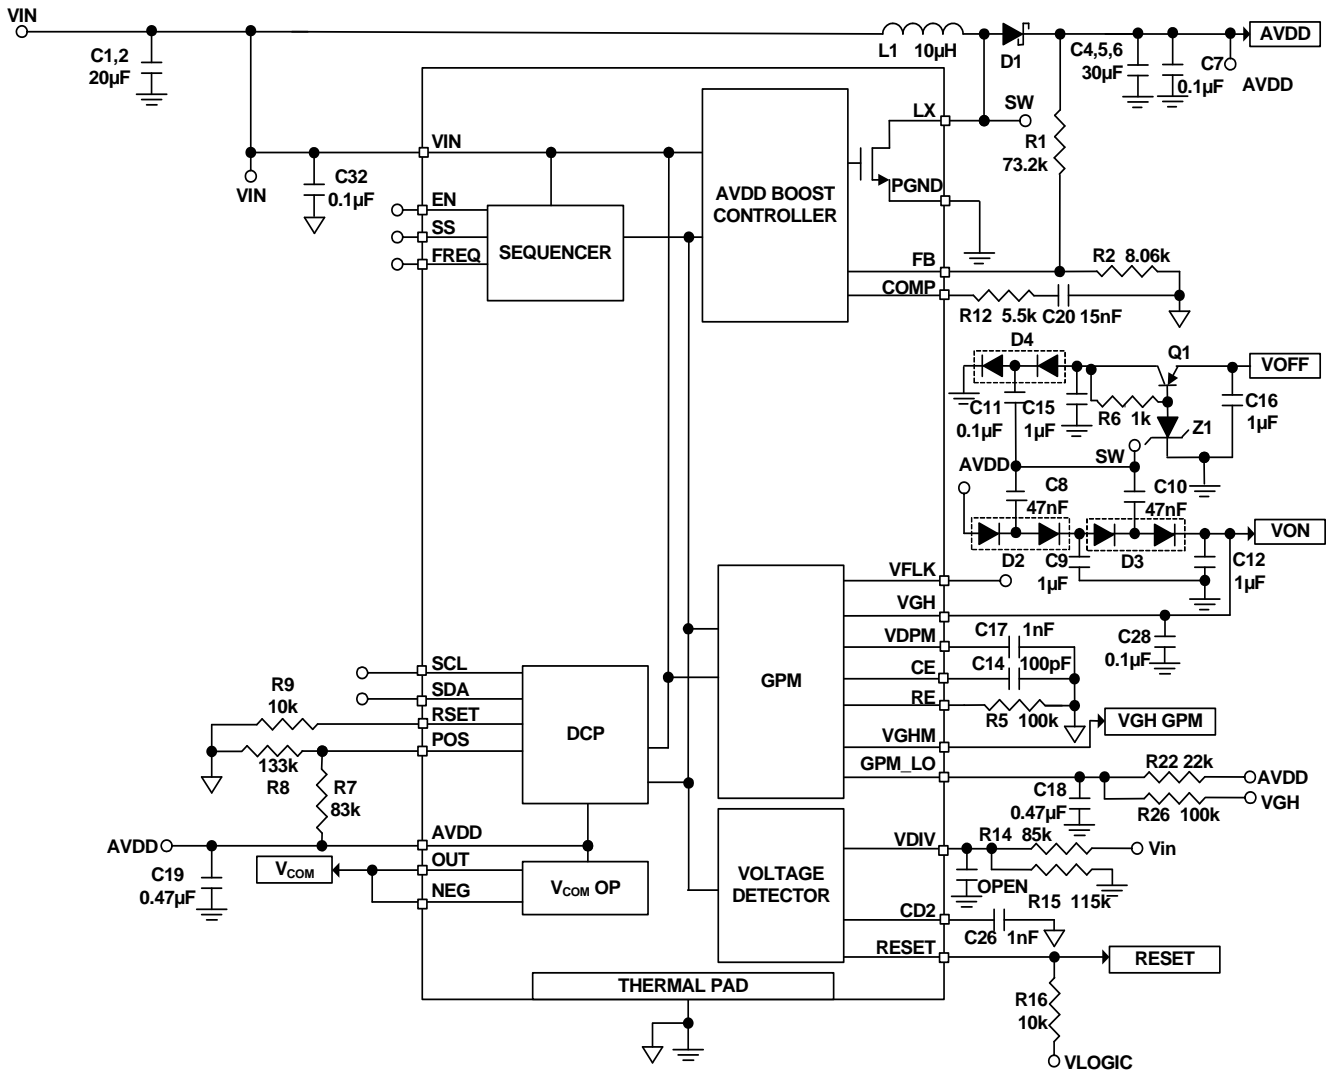 VIN
C1,2
20µF
L1 10µH
D1
C4,5,6
30µF
C7
0.1µF
AVDD
AVDD
LX
SW
R1
73.2k
VIN
VIN
C32
0.1µF
EN
SS
FREQ
SEQUENCER
AVDD BOOST
CONTROLLER
PGND
FB
COMP
R2 8.06k
R12 5.5k
C20 15nF
D4
Q1
VOFF
C11
0.1µF
C15
1µF
R6 1k
Z1
C16
1µF
AVDD
SW
C8
47nF
C10
47nF
VON
D2
C9
1µF
D3
C12
1µF
VFLK
VGH
VDPM
CE
RE
VGHM
GPM_LO
GPM
C17 1nF
C14 100pF
R5 100k
C28
0.1µF
VGH GPM
SCL
SDA
RSET
POS
DCP
R9
10k
133k
R8
R7
83k
R22 22k
AVDD
C18
0.47µF
R26 100k
VGH
AVDD
AVDD
OUT
NEG
VCOM
VCOM OP
C19
0.47µF
VOLTAGE
DETECTOR
VDIV
CD2
RESET
R14 85k
Vin
OPEN
R15 115k
C26 1nF
RESET
THERMAL PAD
R16
10k
VLOGIC